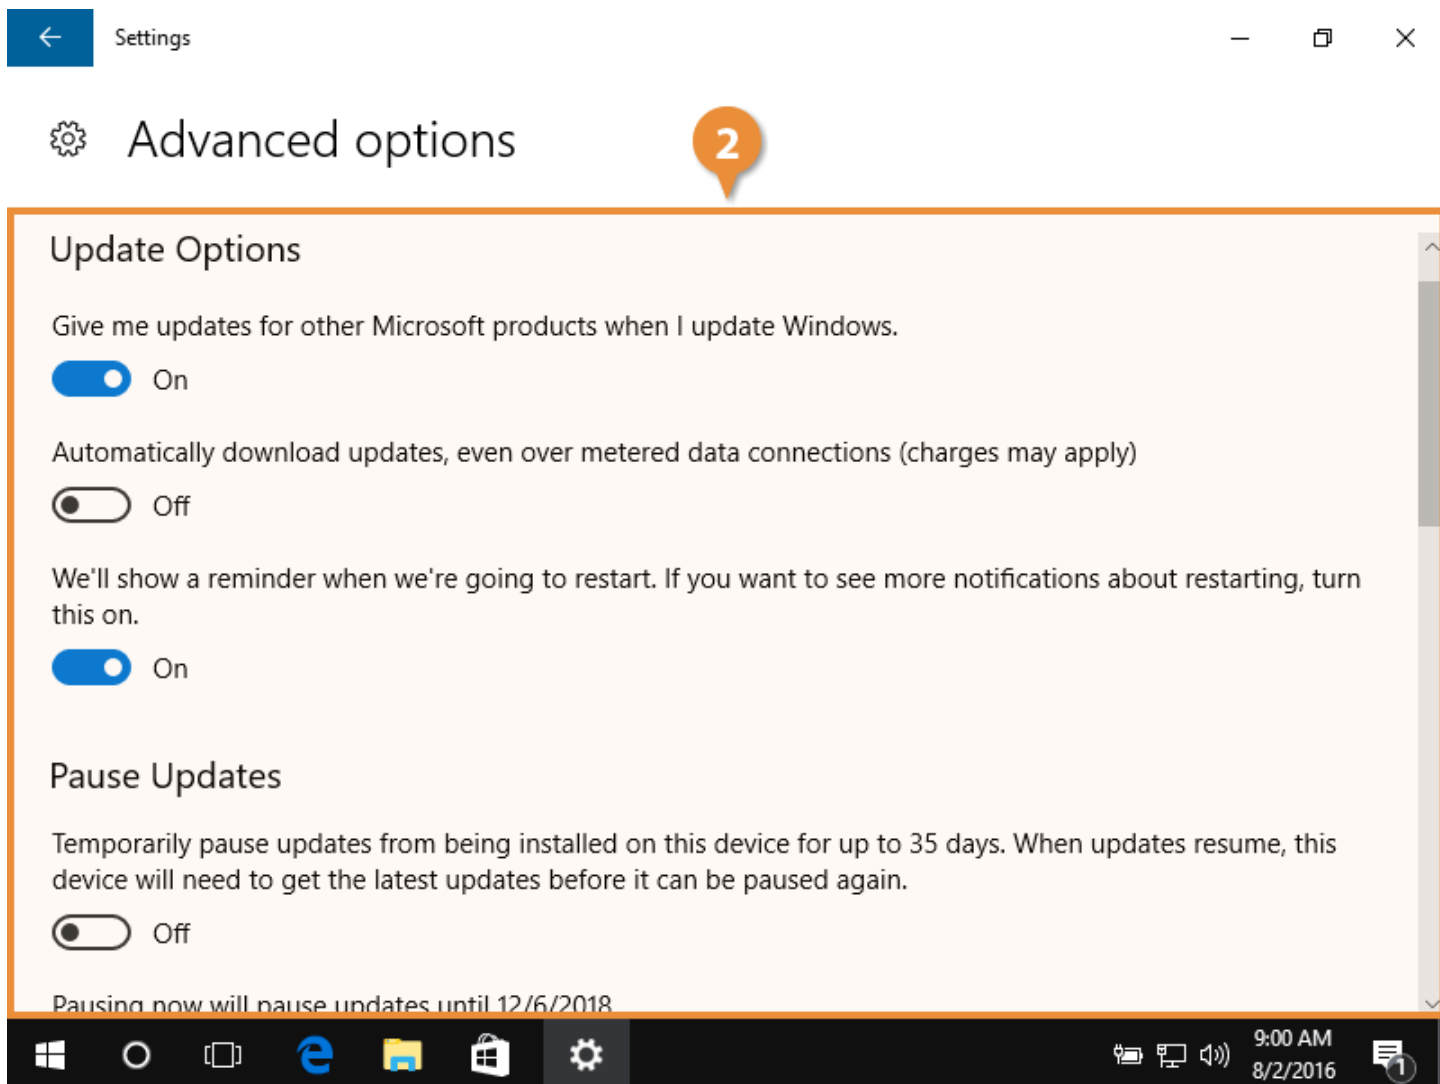 Settings
Advanced options
2
Update Options
Give me updates for other Microsoft products when I update Windows.
On
Automatically download updates, even over metered data connections (charges may apply)
Off
We'll show a reminder when we're going to restart. If you want to see more notifications about restarting, turn
this on.
On
Pause Updates
Temporarily pause updates from being installed on this device for up to 35 days. When updates resume, this
device will need to get the latest updates before it can be paused again.
Off
Pausing now will pause updates until 12/6/2018
9:00 AM
8/2/2016
1